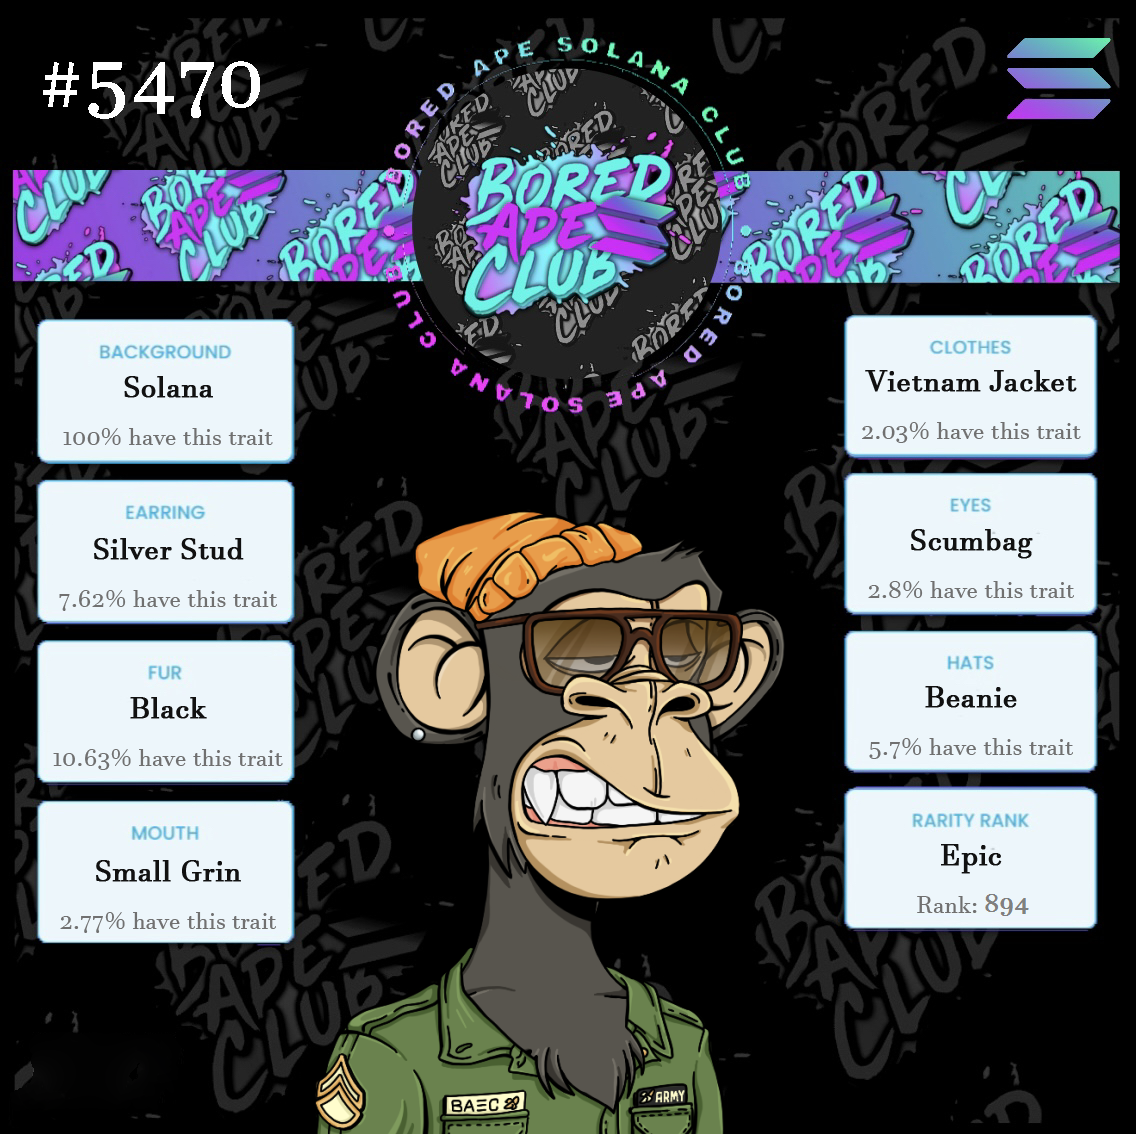 #5470
BORED APE SOLANA CLUB
BORED APE SOLANA CLUB
BORED
APE
CLUB
BACKGROUND
Solana
100% have this trait
EARRING
Silver Stud
7.62% have this trait
FUR
Black
10.63% have this trait
MOUTH
Small Grin
2.77% have this trait
CLOTHES
Vietnam Jacket
2.03% have this trait
EYES
Scumbag
2.8% have this trait
HATS
Beanie
5.7% have this trait
RARITY RANK
Epic
Rank: 894
ARMY